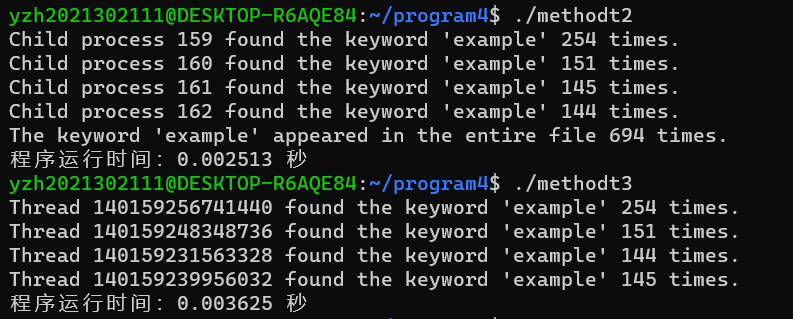 yzh2021302111@DESKTOP-R6AQE84:~/program4$ ./methodt2
Child process 159 found the keyword 'example' 254 times.
Child process 160 found the keyword 'example' 151 times.
Child process 161 found the keyword 'example' 145 times.
Child process 162 found the keyword 'example' 144 times.
The keyword 'example' appeared in the entire file 694 times.
程序运行时间: 0.002513 秒
yzh2021302111@DESKTOP-R6AQE84:~/program4$ ./methodt3
Thread 140159256741440 found the keyword 'example' 254 times.
Thread 140159248348736 found the keyword 'example' 151 times.
Thread 140159231563328 found the keyword 'example' 144 times.
Thread 140159239956032 found the keyword 'example' 145 times.
程序运行时间: 0.003625 秒